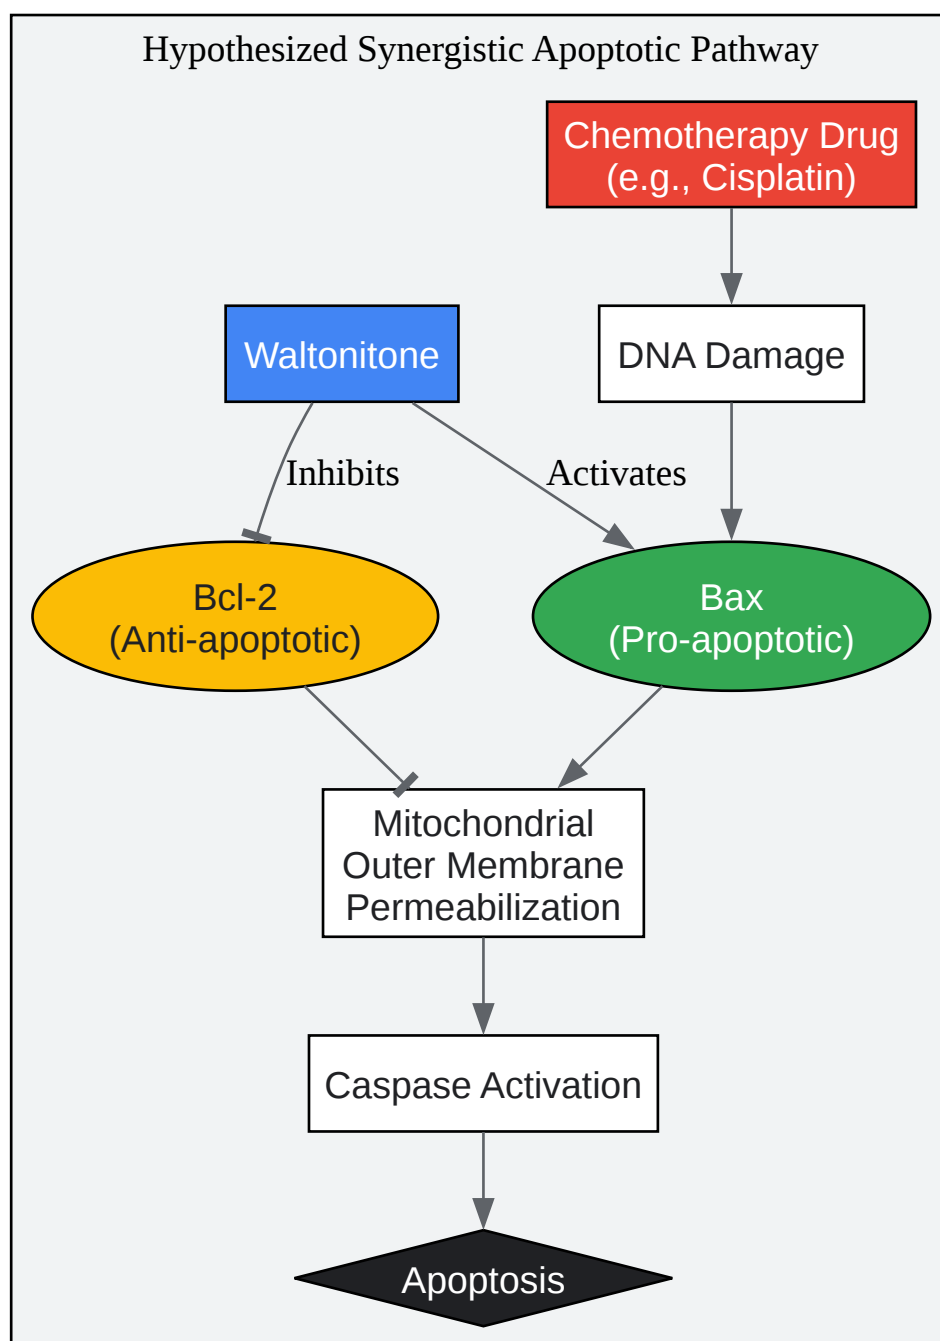 Hypothesized Synergistic Apoptotic Pathway
Chemotherapy Drug
(e.g., Cisplatin)
Waltonitone
DNA Damage
Inhibits
Activates
Bcl-2
(Anti-apoptotic)
Bax
(Pro-apoptotic)
Mitochondrial
Outer Membrane
Permeabilization
Caspase Activation
Apoptosis